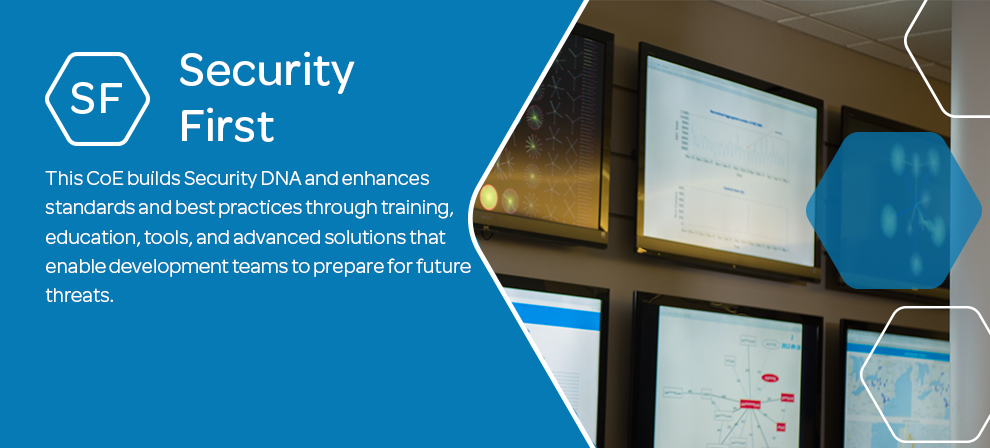 SF
Security
First
This CoE builds Security DNA and enhances
standards and best practices through training,
education, tools, and advanced solutions that
enable development teams to prepare for future
threats.